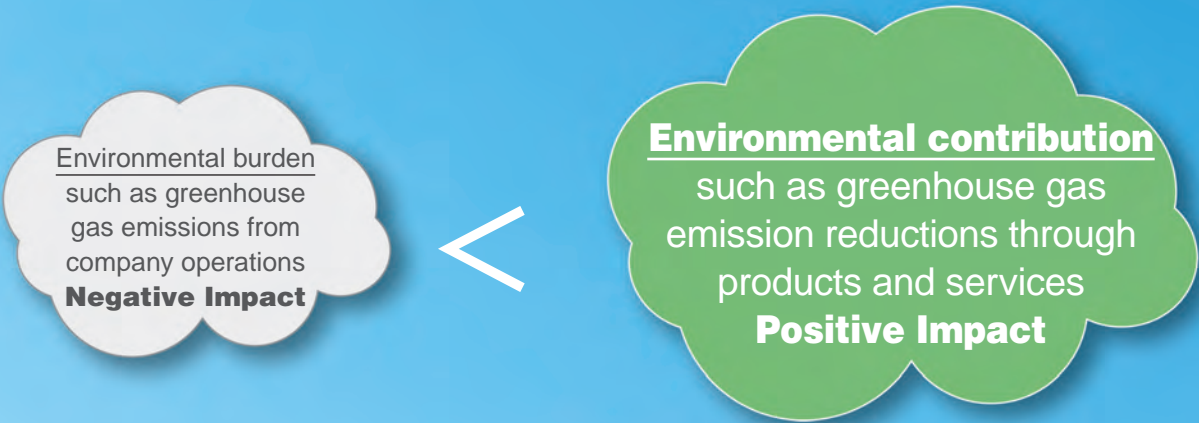 Environmental burden
such as greenhouse
gas emissions from
company operations
Negative Impact
<
Environmental contribution
such as greenhouse gas
emission reductions through
products and services
Positive Impact